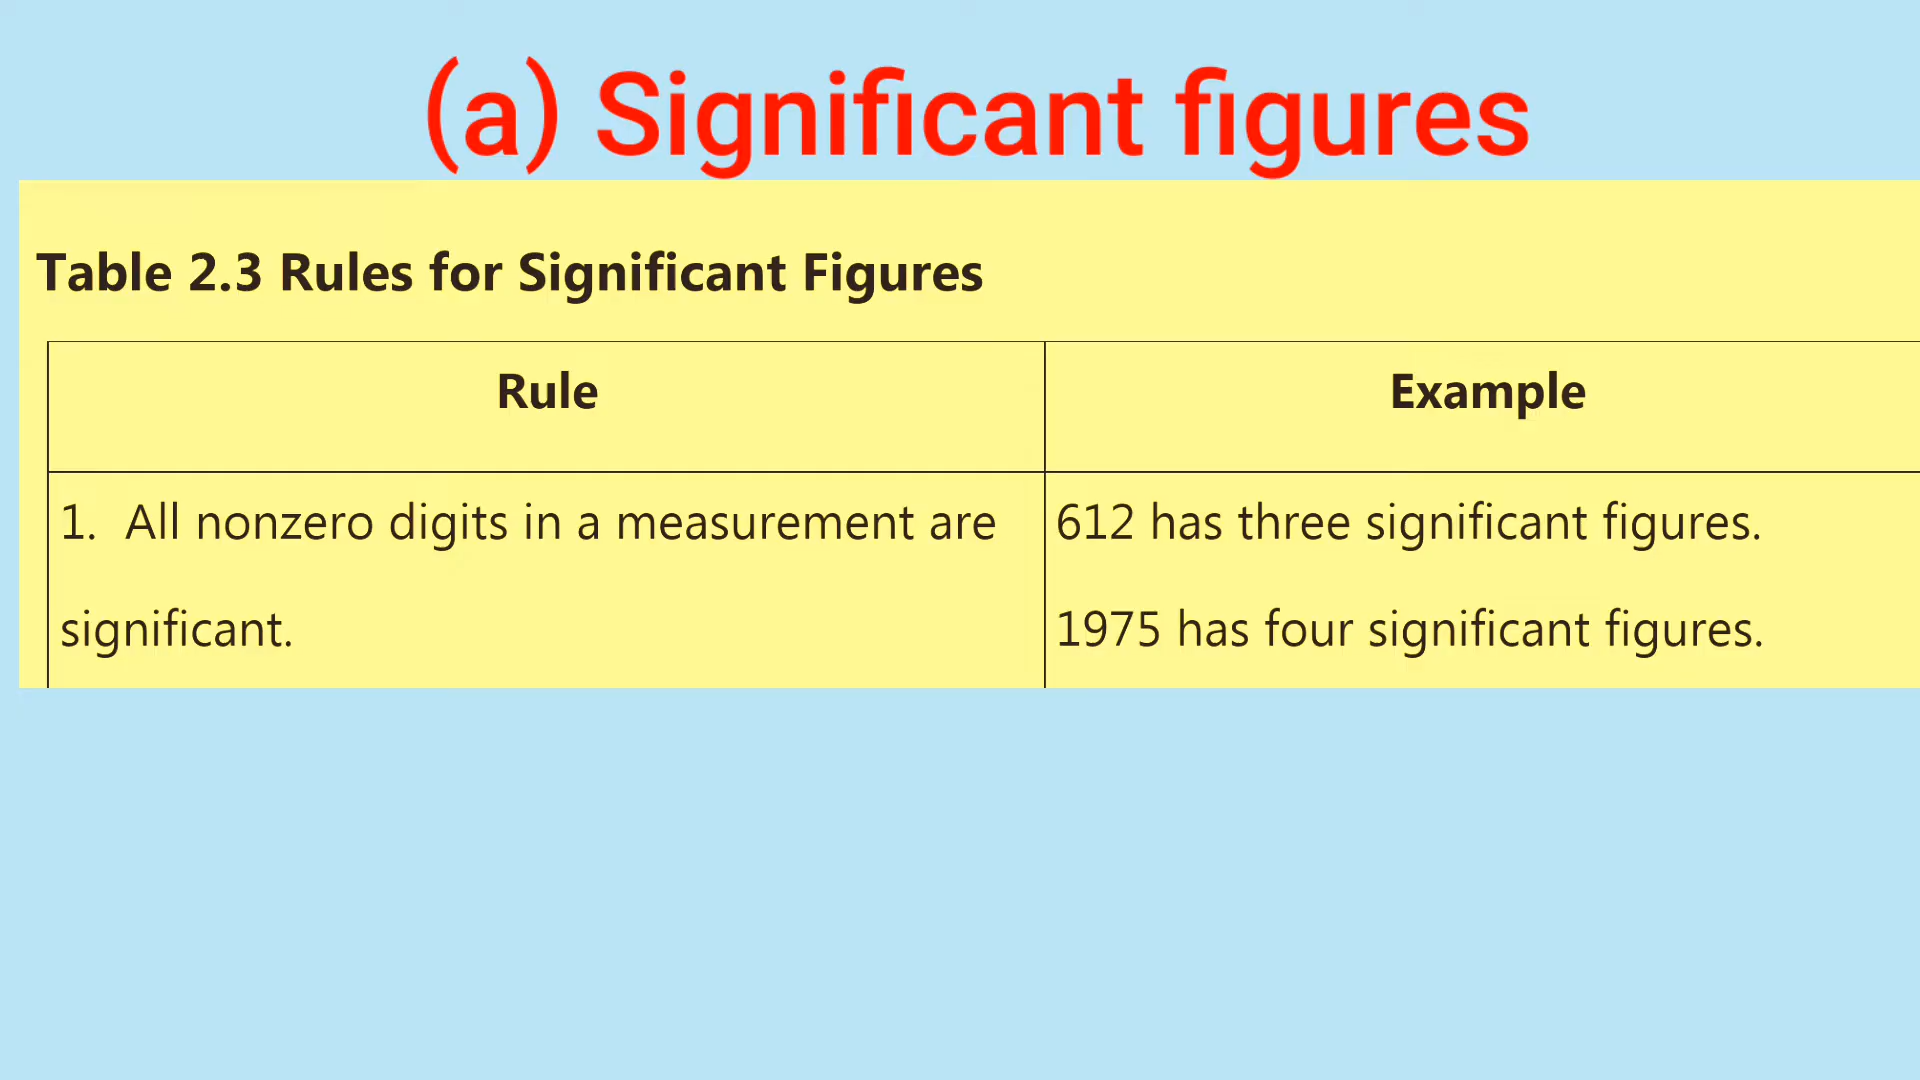 (a) Significant figures
Table 2.3 Rules for Significant Figures
Rule
Example
1. All nonzero digits in a measurement are
significant.
612 has three significant figures.
1975 has four significant figures.